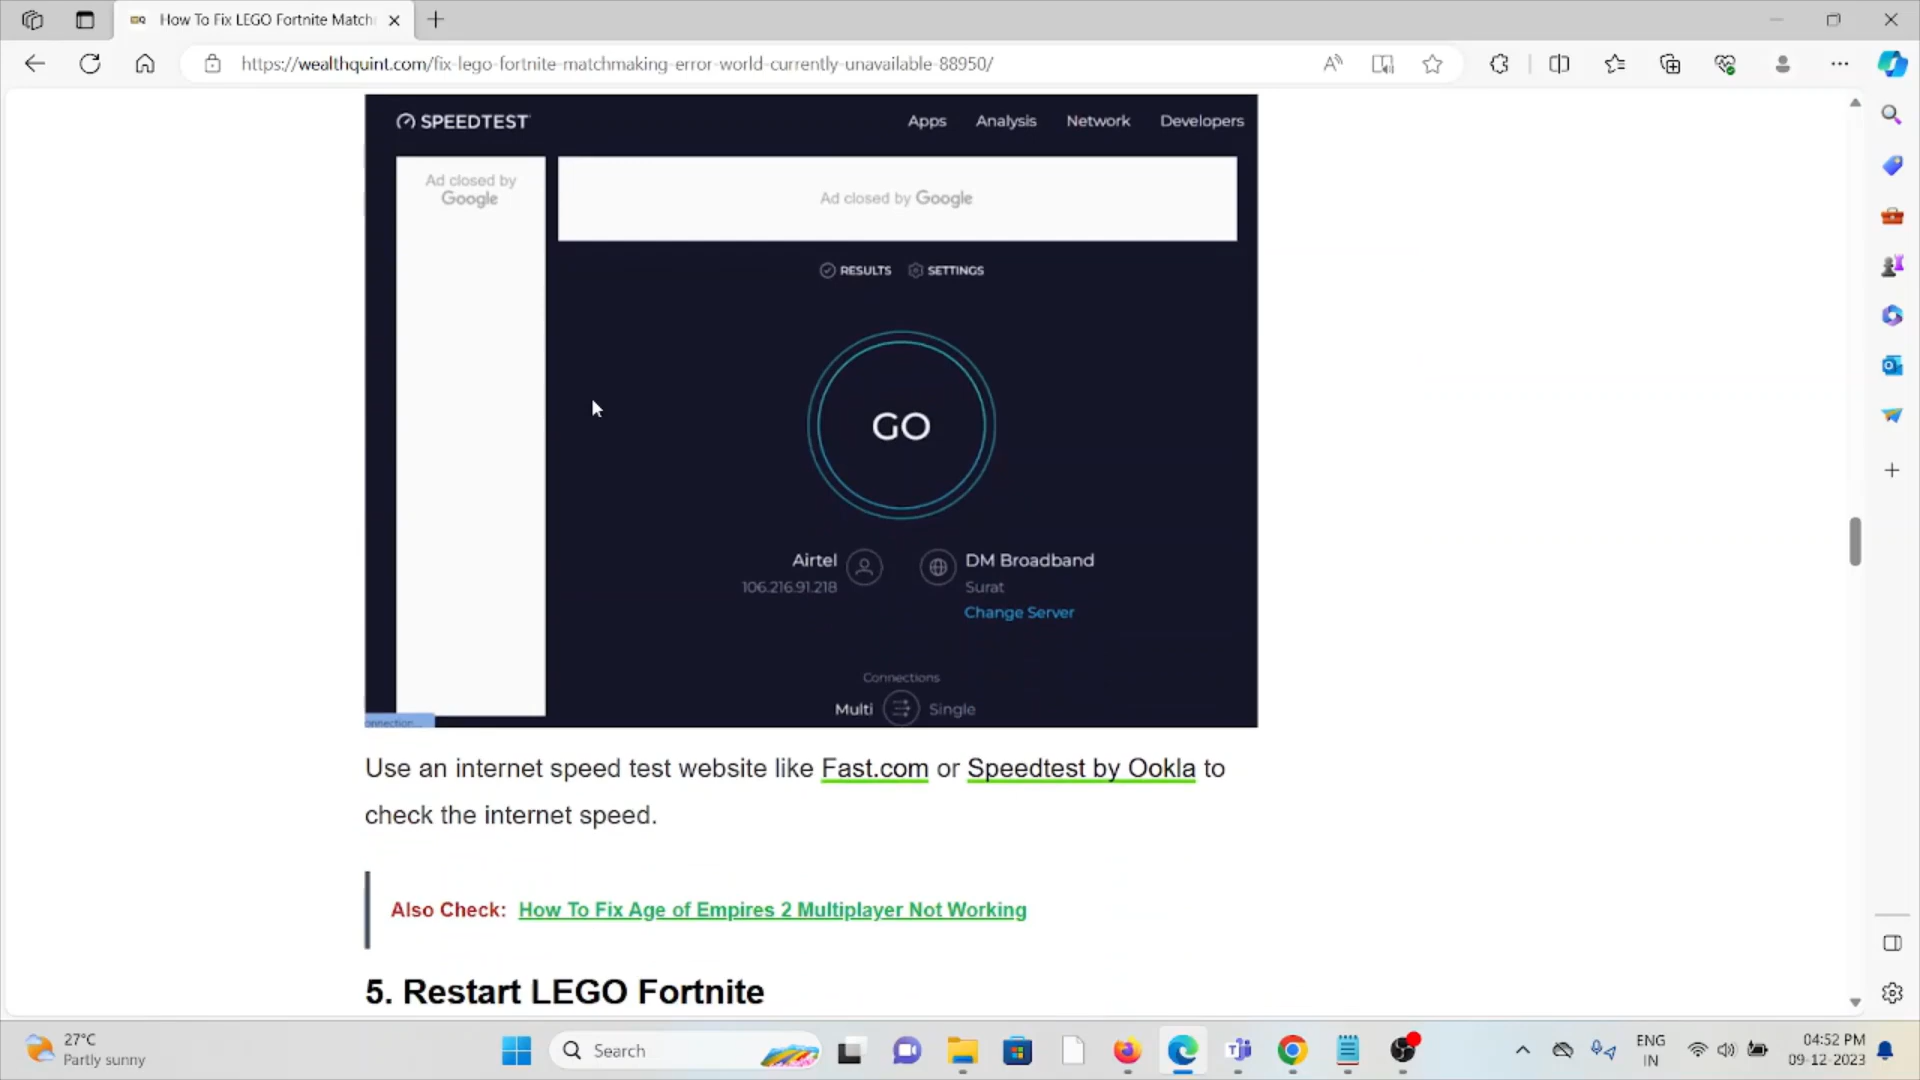 How To Fix LEGO Fortnite Match
https://wealthquint.com/fix-lego-fortnite-matchmaking-error-world-currently-unavailable-88950/
SPEEDTEST
Apps Analysis Network Developers
Ad closed by
Google
Ad closed by Google
RESULTS SETTINGS
GO
Airtel
106.216.91.218
DM Broadband
Surat
Change Server
Connections
Multi Single
onnection...
Use an internet speed test website like Fast.com or Speedtest by Ookla to
check the internet speed.
Also Check: How To Fix Age of Empires 2 Multiplayer Not Working
5. Restart LEGO Fortnite
27°C
Partly sunny
Search
ENG
IN
04:52 PM
09-12-2023